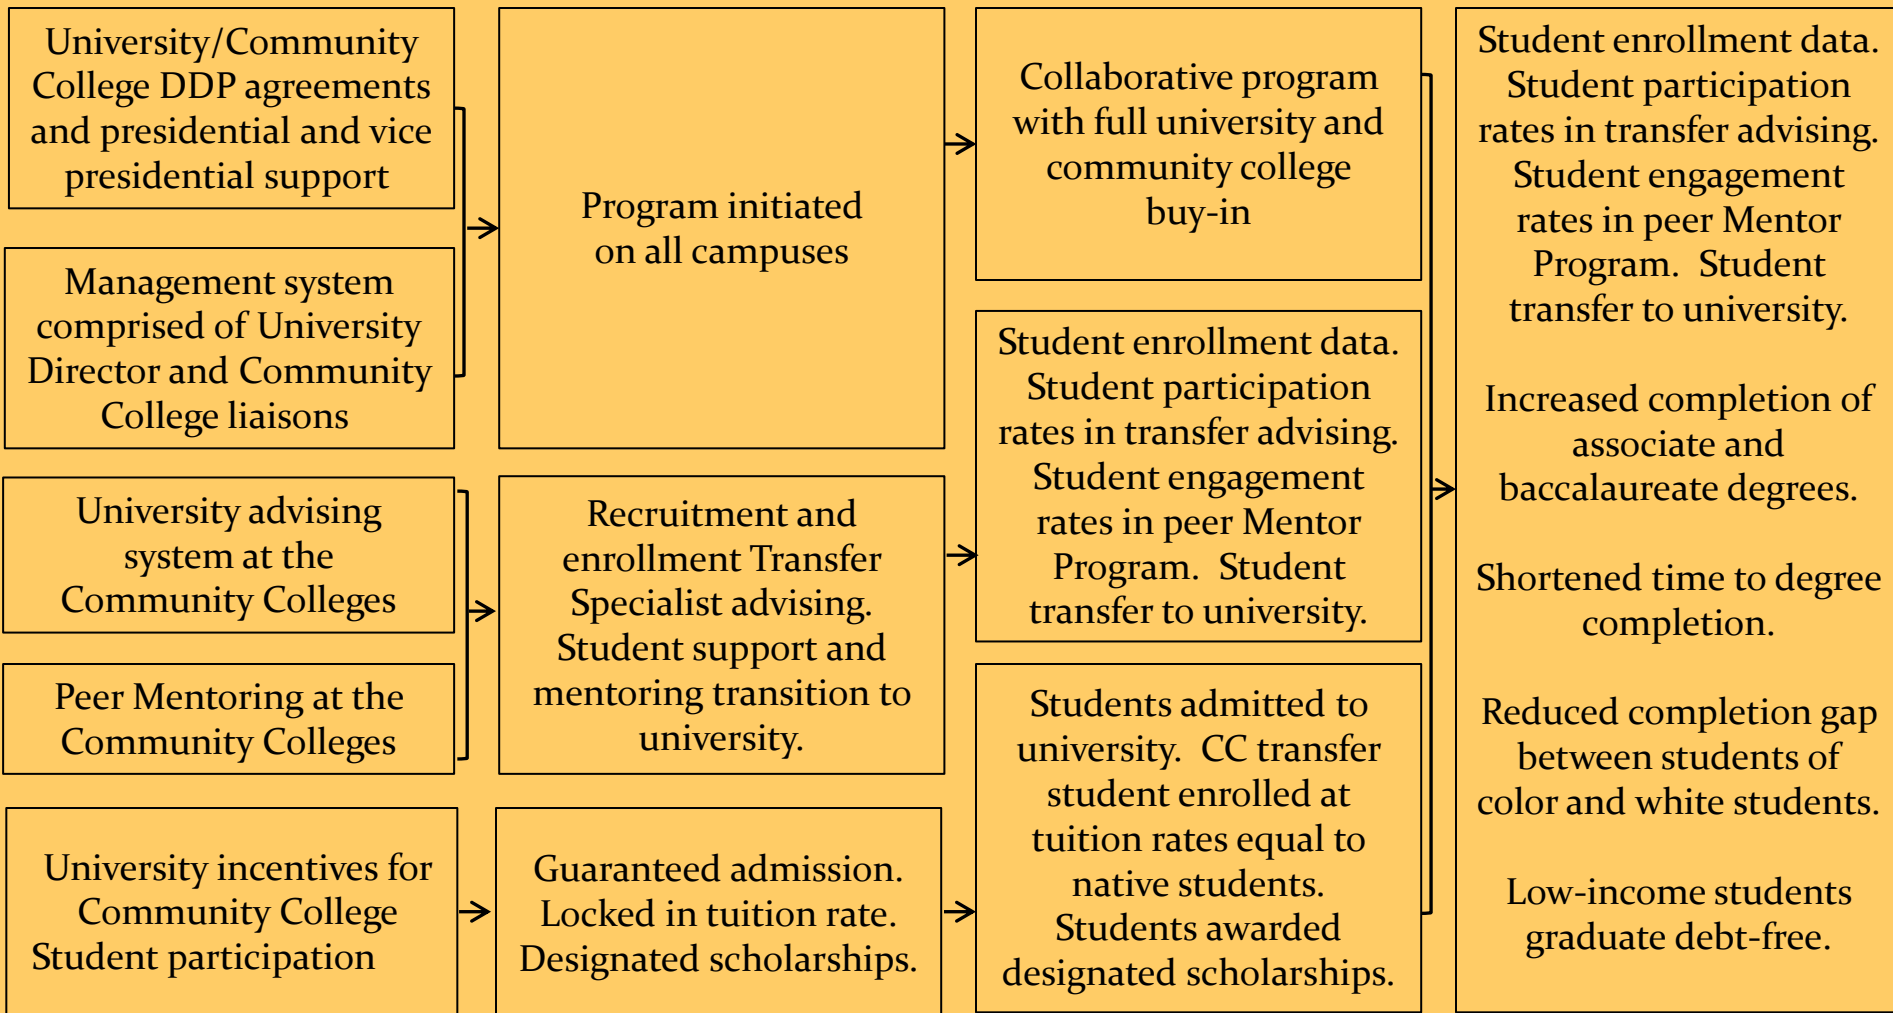 University/Community
College DDP agreements
and presidential and vice
presidential support
Management system
comprised of University
Director and Community
College liaisons
University advising
system at the
Community Colleges
Peer Mentoring at the
Community Colleges
University incentives for
Community College
Student participation
Program initiated
on all campuses
Recruitment and
enrollment Transfer
Specialist advising.
Student support and
mentoring transition to
university.
Guaranteed admission.
Locked in tuition rate.
Designated scholarships.
Collaborative program
with full university and
community college
buy-in
Student enrollment data.
Student participation
rates in transfer advising.
Student engagement
rates in peer Mentor
Program.  Student
transfer to university.
Students admitted to
university.  CC transfer
student enrolled at
tuition rates equal to
native students.
Students awarded
designated scholarships.
Student enrollment data.
Student participation
rates in transfer advising.
Student engagement
rates in peer Mentor
Program.  Student
transfer to university.
Increased completion of
associate and
baccalaureate degrees.
Shortened time to degree
completion.
Reduced completion gap
between students of
color and white students.
Low-income students
graduate debt-free.